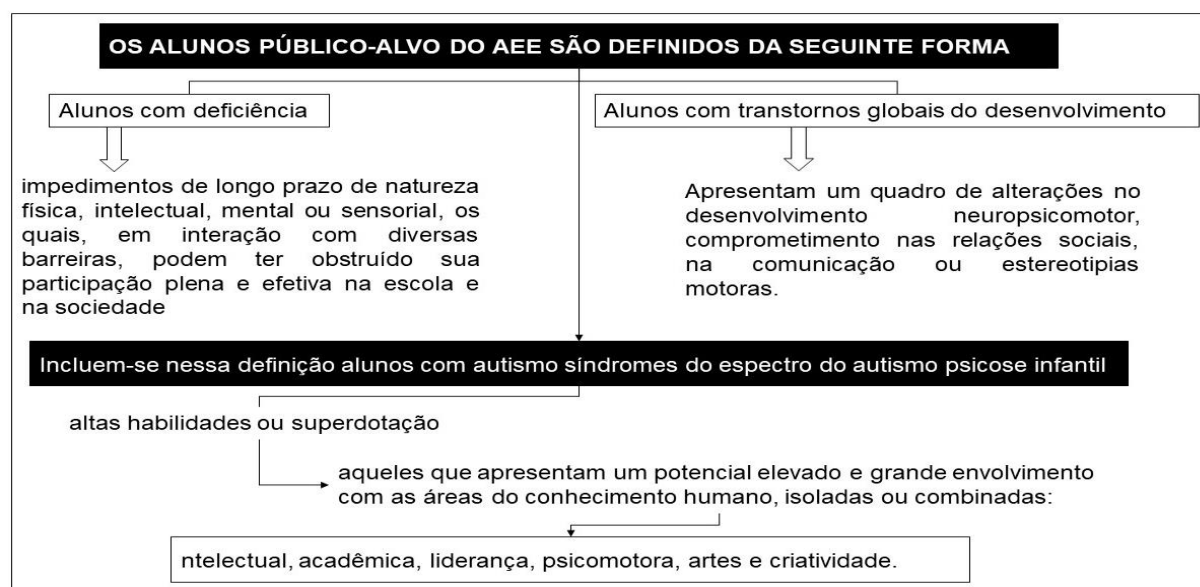 OS ALUNOS PÚBLICO-ALVO DO AEE SÃO DEFINIDOS DA SEGUINTE FORMA
Alunos com deficiência
impedimentos de longo prazo de natureza
física, intelectual, mental ou sensorial, os
quais, em interação com diversas
barreiras, podem ter obstruído sua
participação plena e efetiva na escola e
na sociedade
Alunos com transtornos globais do desenvolvimento
Apresentam um quadro de alterações no
desenvolvimento neuropsicomotor,
comprometimento nas relações sociais,
na comunicação ou estereotipias
motoras.
Incluem-se nessa definição alunos com autismo síndromes do espectro do autismo psicose infantil
altas habilidades ou superdotação
aqueles que apresentam um potencial elevado e grande envolvimento
com as áreas do conhecimento humano, isoladas ou combinadas:
ntelectual, acadêmica, liderança, psicomotora, artes e criatividade.